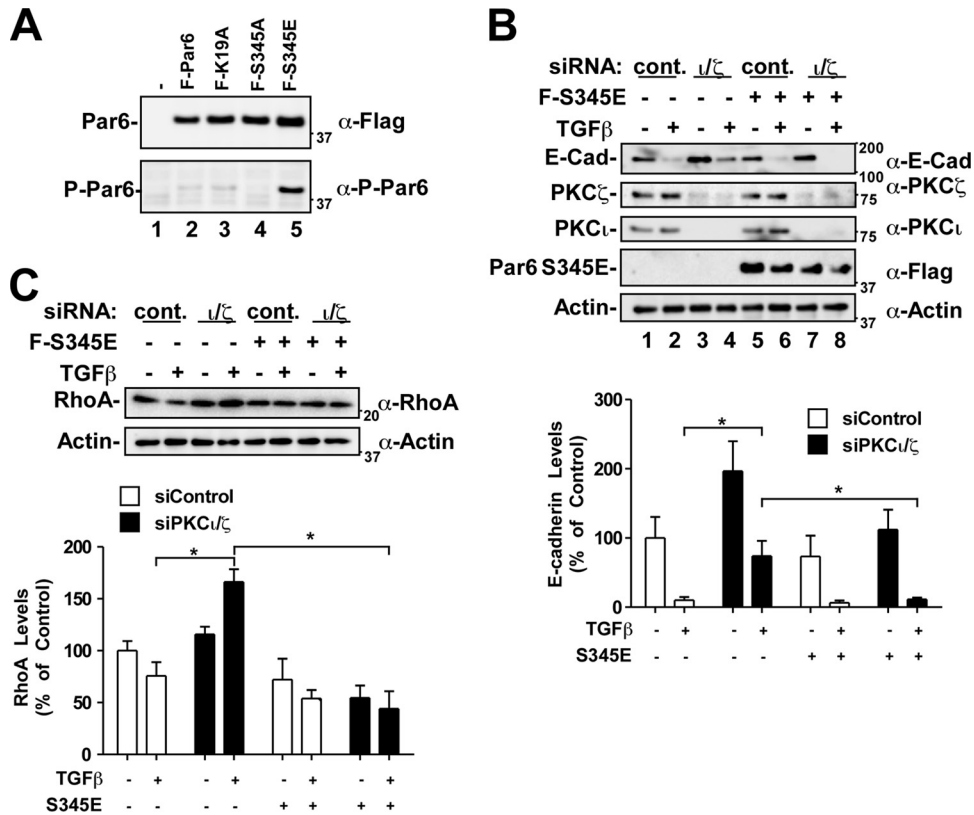 A
- F-Par6 F-K19A F-S345A F-S345E
Par6- 37 α-Flag
P-Par6- 37 α-P-Par6
1 2 3 4 5
B
siRNA: cont. ι/ζ cont. ι/ζ
F-S345E - - - - + + + +
TGFβ - + - + - + - +
E-Cad- 200 100 α-E-Cad
PKCζ- 75 α-PKCζ
PKCι- 75 α-PKCι
Par6 S345E- 37 α-Flag
Actin- 37 α-Actin
1 2 3 4 5 6 7 8
siControl
siPKCι/ζ
E-cadherin Levels
(% of Control)
300
200
100
0
*
*
TGFβ - + - + - + - +
S345E - - - - + + + +
C
siRNA: cont. ι/ζ cont. ι/ζ
F-S345E - - - - + + + +
TGFβ - + - + - + - +
RhoA- 20 α-RhoA
Actin- 37 α-Actin
siControl
siPKCι/ζ
RhoA Levels
(% of Control)
200
150
100
50
0
*
*
TGFβ - + - + - + - +
S345E - - - - + + + +